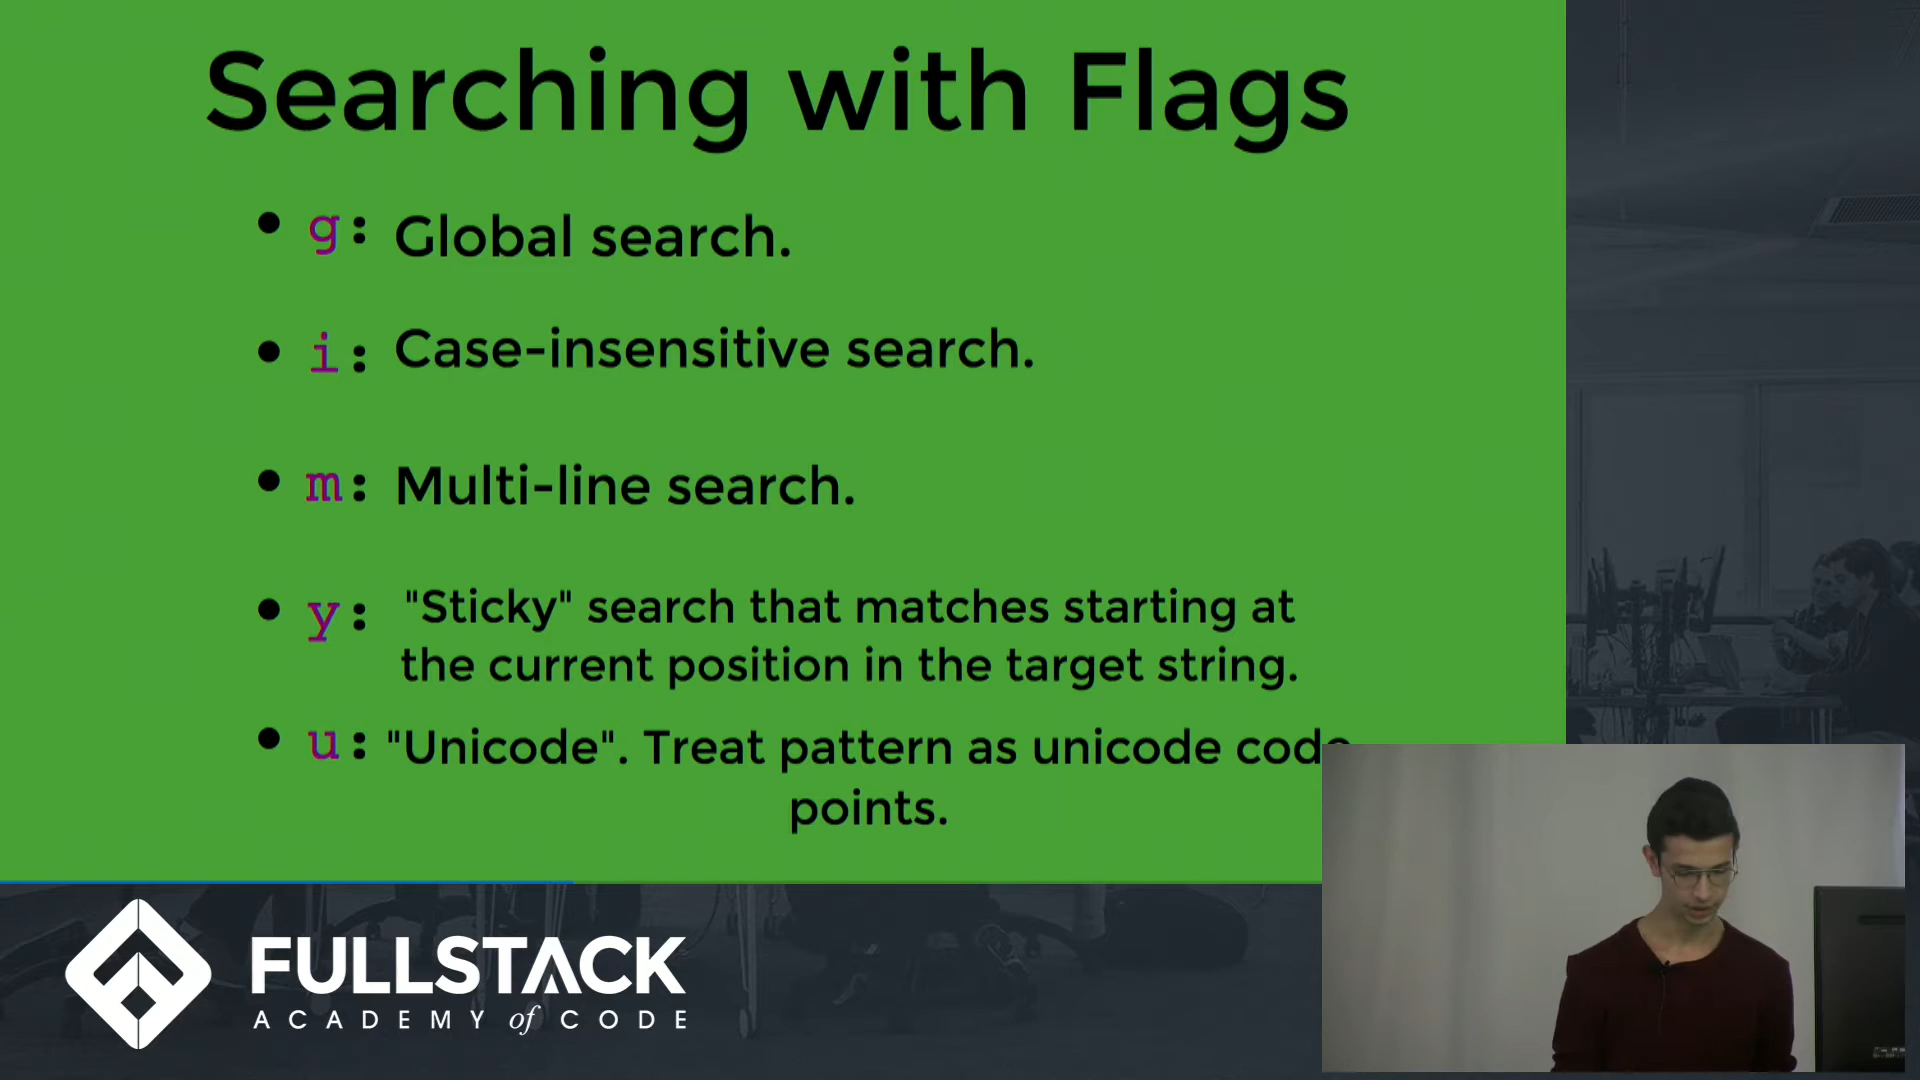 Searching with Flags
• g: Global search.
• i: Case-insensitive search.
• m: Multi-line search.
• y: "Sticky" search that matches starting at
the current position in the target string.
• u: "Unicode". Treat pattern as unicode code
points.
FULLSTACK
ACADEMY of CODE